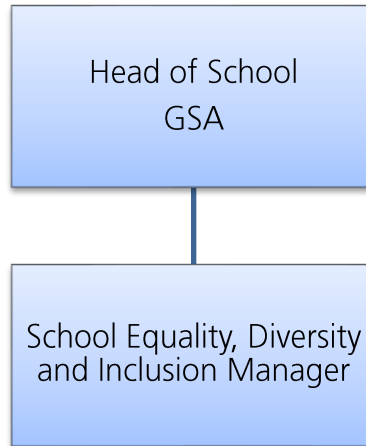 Head of School
GSA
School Equality, Diversity
and Inclusion Manager